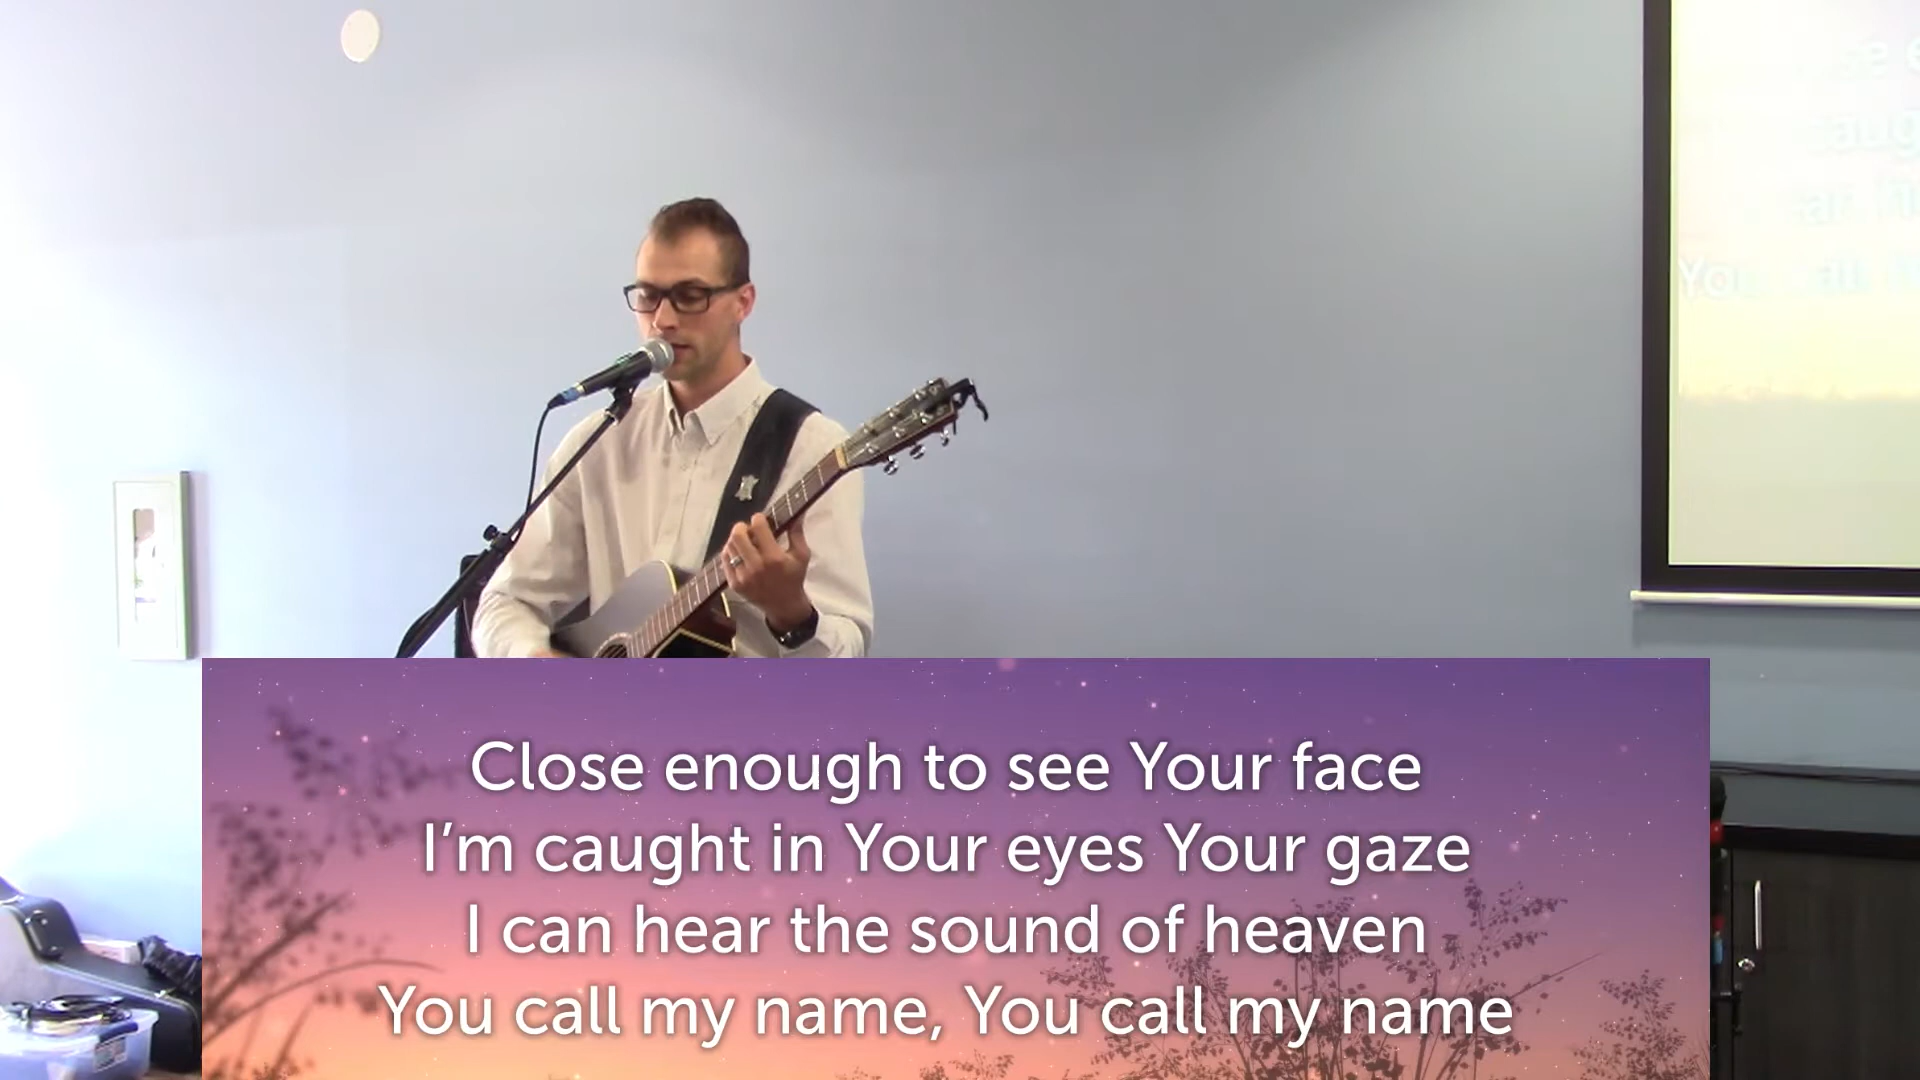 Close enough to see Your face
I’m caught in Your eyes Your gaze
I can hear the sound of heaven
You call my name, You call my name